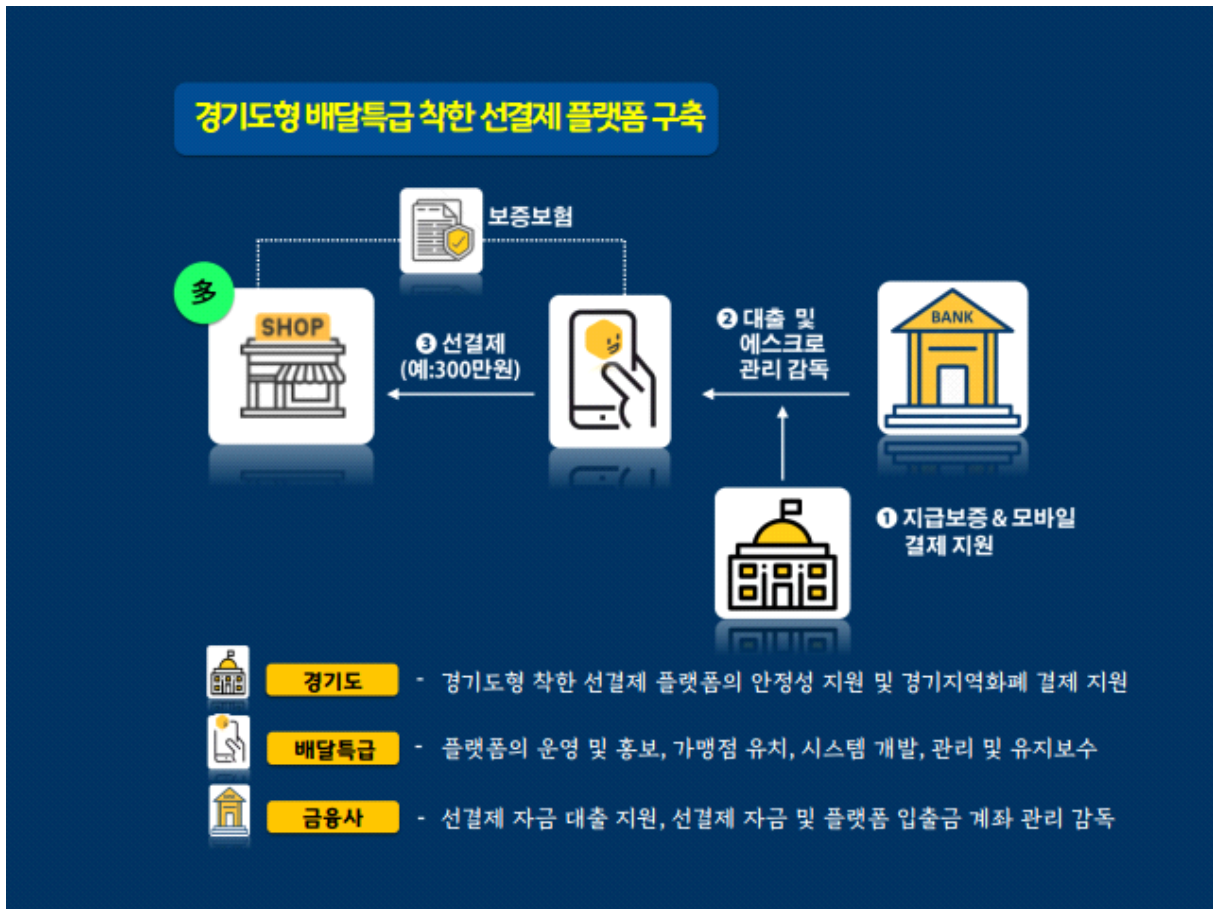 경기도형 배달특급 착한 선결제 플랫폼 구축
보증보험
多
SHOP
❸ 선결제
(예:300만원)
❷ 대출 및
에스크로
관리 감독
BANK
❶ 지급보증 & 모바일
결제 지원
경기도 - 경기도형 착한 선결제 플랫폼의 안정성 지원 및 경기지역화폐 결제 지원
배달특급 - 플랫폼의 운영 및 홍보, 가맹점 유치, 시스템 개발, 관리 및 유지보수
금융사 - 선결제 자금 대출 지원, 선결제 자금 및 플랫폼 입출금 계좌 관리 감독